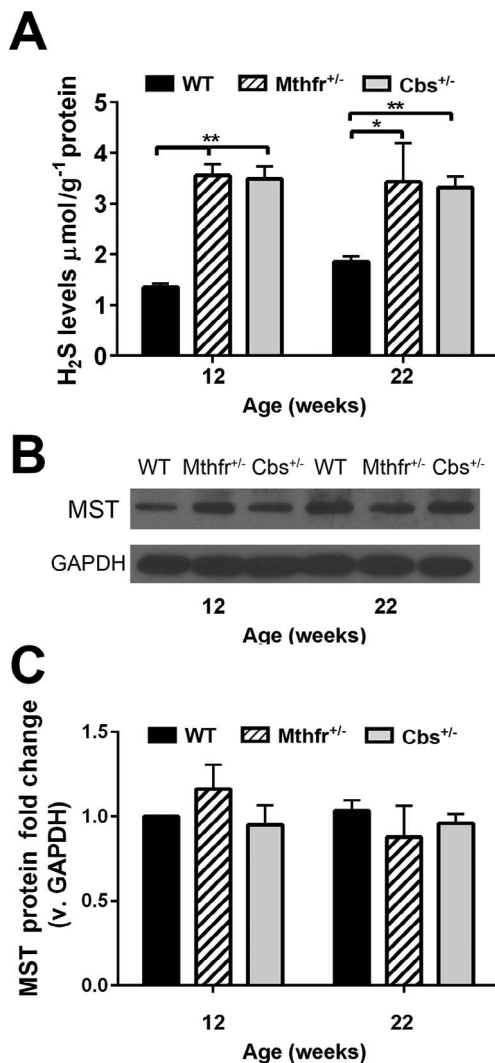 A
WT Mthfr+/- Cbs+/-
H₂S levels μmol/g⁻¹ protein
5
4
3
2
1
0
** * **
12 22
Age (weeks)
B
WT Mthfr+/- Cbs+/- WT Mthfr+/- Cbs+/-
MST
GAPDH
12 22
Age (weeks)
C
WT Mthfr+/- Cbs+/-
MST protein fold change
(v. GAPDH)
1.5
1.0
0.5
0.0
12 22
Age (weeks)